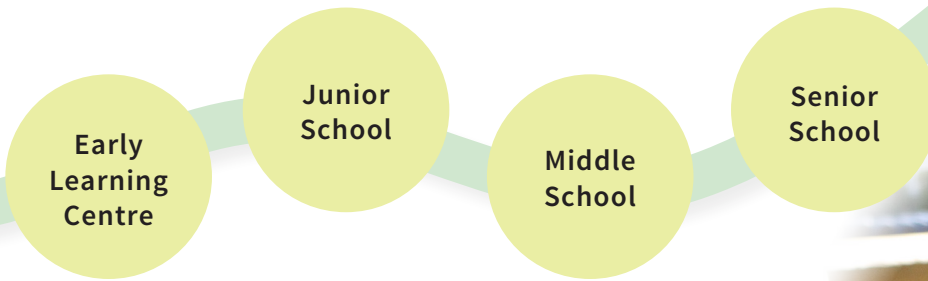 Early
Learning
Centre
Junior
School
Middle
School
Senior
School